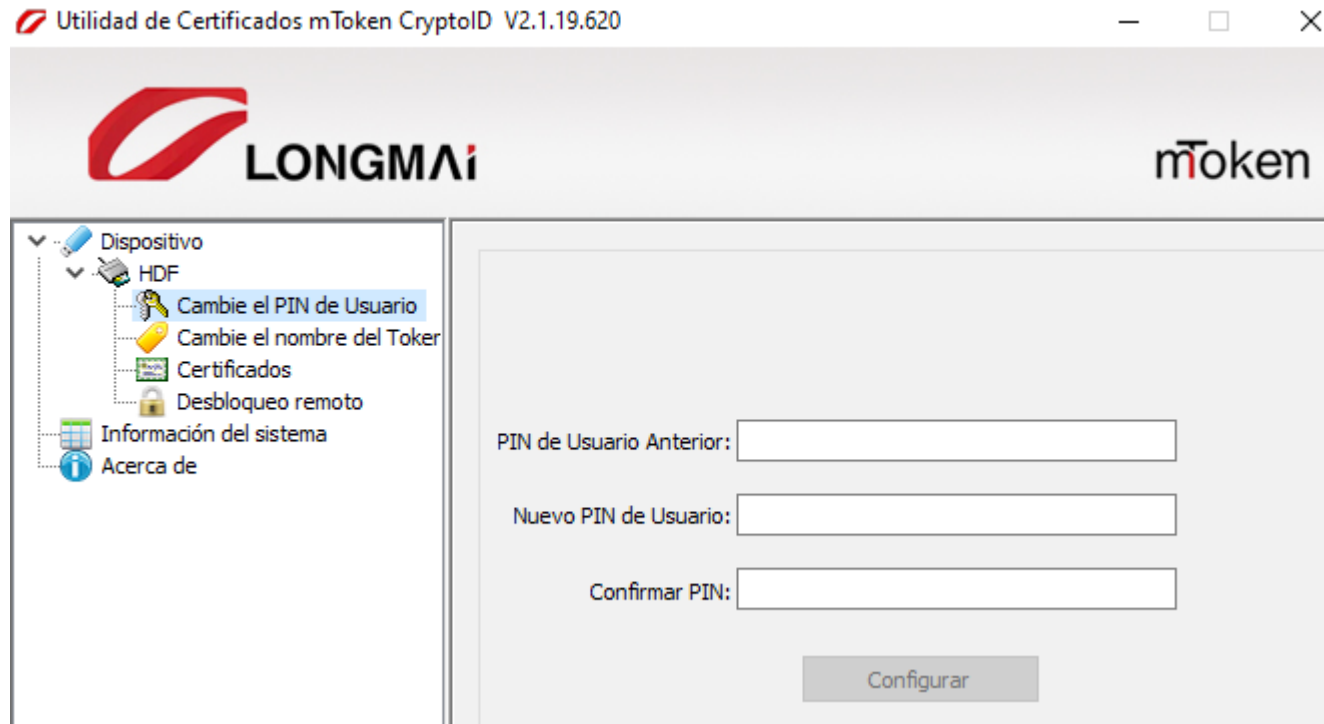 Utilidad de Certificados mToken CryptoID V2.1.19.620
LONGMAi
mToken
Dispositivo
HDF
Cambie el PIN de Usuario
Cambie el nombre del Toker
Certificados
Desbloqueo remoto
Información del sistema
Acerca de
PIN de Usuario Anterior:
Nuevo PIN de Usuario:
Confirmar PIN:
Configurar